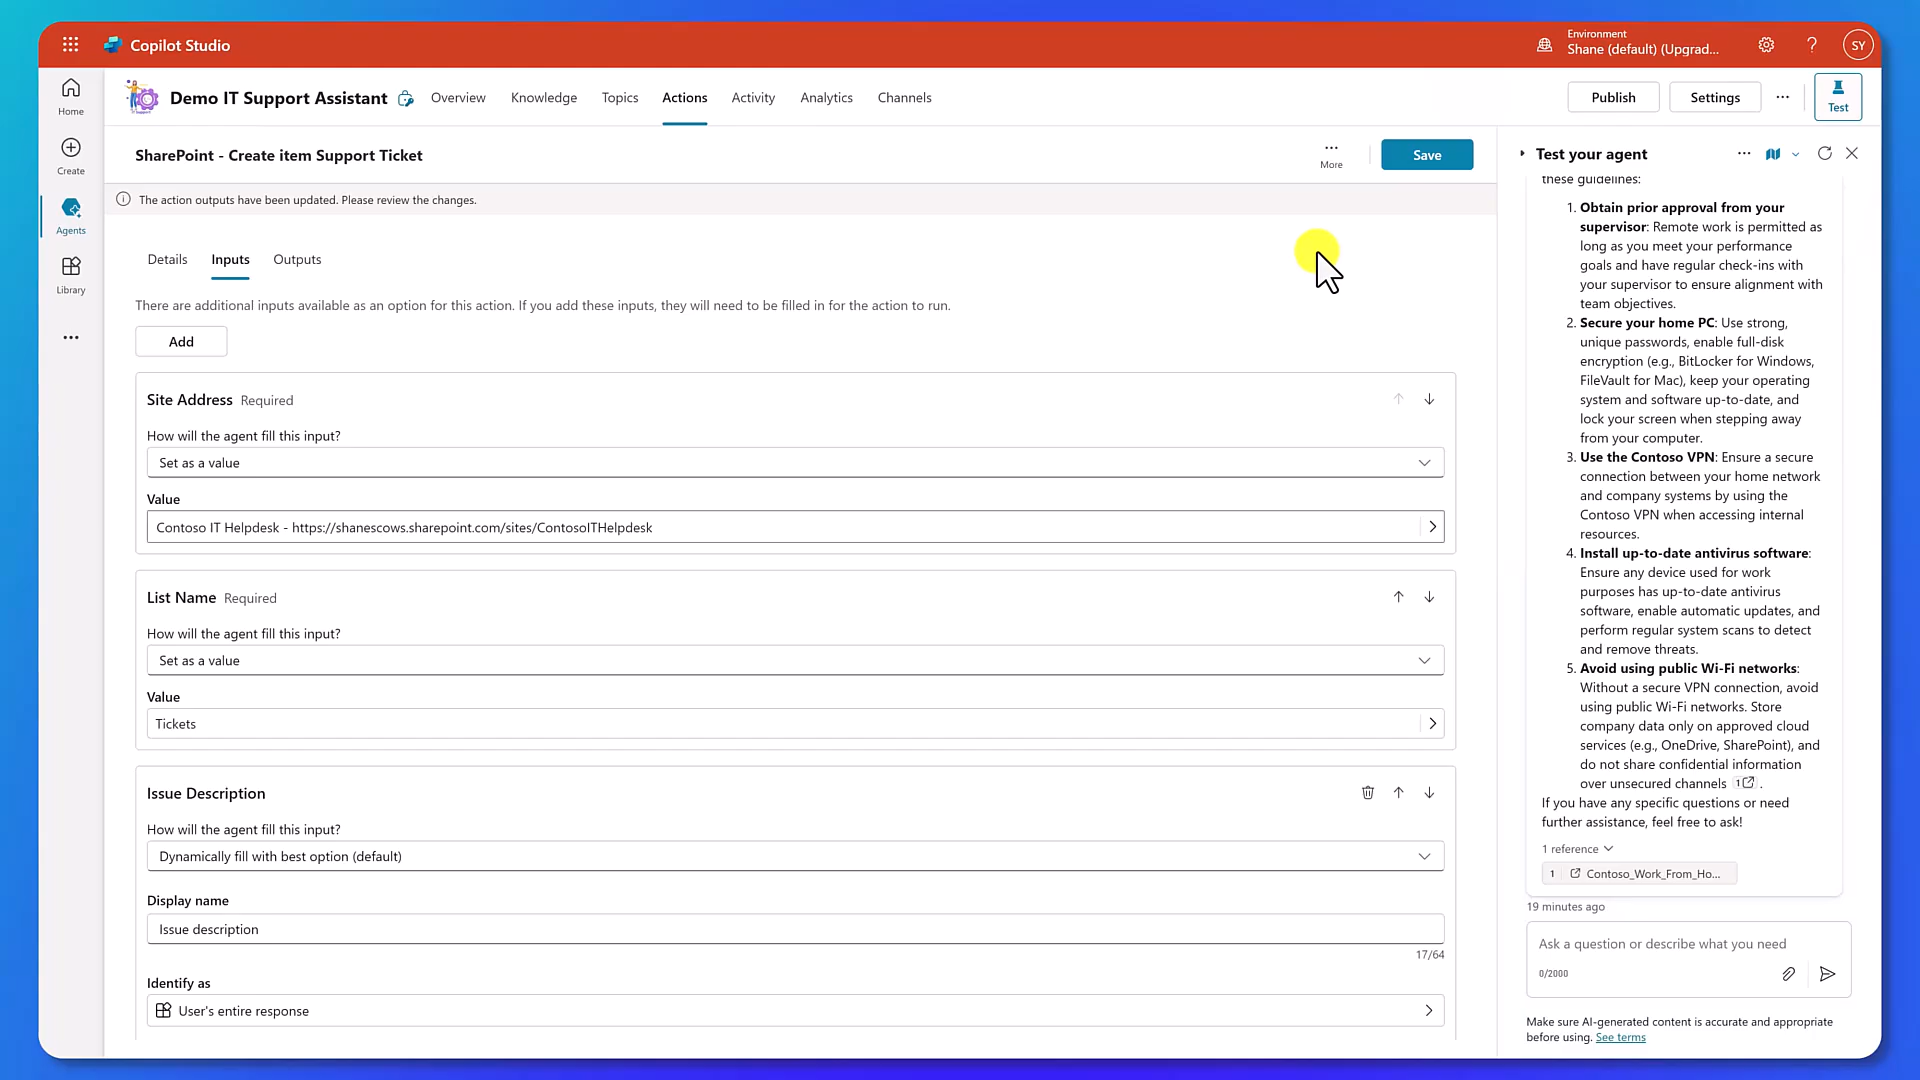 Copilot Studio
Environment
Shane (default) (Upgrad...
SY
Home
Create
Agents
Library
Demo IT Support Assistant
Overview
Knowledge
Topics
Actions
Activity
Analytics
Channels
Publish
Settings
Test
SharePoint - Create item Support Ticket
More
Save
The action outputs have been updated. Please review the changes.
Details
Inputs
Outputs
There are additional inputs available as an option for this action. If you add these inputs, they will need to be filled in for the action to run.
Add
Site Address Required
How will the agent fill this input?
Set as a value
Value
Contoso IT Helpdesk - https://shanescows.sharepoint.com/sites/ContosoITHelpdesk
List Name Required
How will the agent fill this input?
Set as a value
Value
Tickets
Issue Description
How will the agent fill this input?
Dynamically fill with best option (default)
Display name
Issue description
17/64
Identify as
User's entire response
Test your agent
these guidelines:
1. Obtain prior approval from your
supervisor: Remote work is permitted as
long as you meet your performance
goals and have regular check-ins with
your supervisor to ensure alignment with
team objectives.
2. Secure your home PC: Use strong,
unique passwords, enable full-disk
encryption (e.g., BitLocker for Windows,
FileVault for Mac), keep your operating
system and software up-to-date, and
lock your screen when stepping away
from your computer.
3. Use the Contoso VPN: Ensure a secure
connection between your home network
and company systems by using the
Contoso VPN when accessing internal
resources.
4. Install up-to-date antivirus software:
Ensure any device used for work
purposes has up-to-date antivirus
software, enable automatic updates, and
perform regular system scans to detect
and remove threats.
5. Avoid using public Wi-Fi networks:
Without a secure VPN connection, avoid
using public Wi-Fi networks. Store
company data only on approved cloud
services (e.g., OneDrive, SharePoint), and
do not share confidential information
over unsecured channels 1.
If you have any specific questions or need
further assistance, feel free to ask!
1 reference
1 Contoso_Work_From_Ho...
19 minutes ago
Ask a question or describe what you need
0/2000
Make sure AI-generated content is accurate and appropriate
before using. See terms